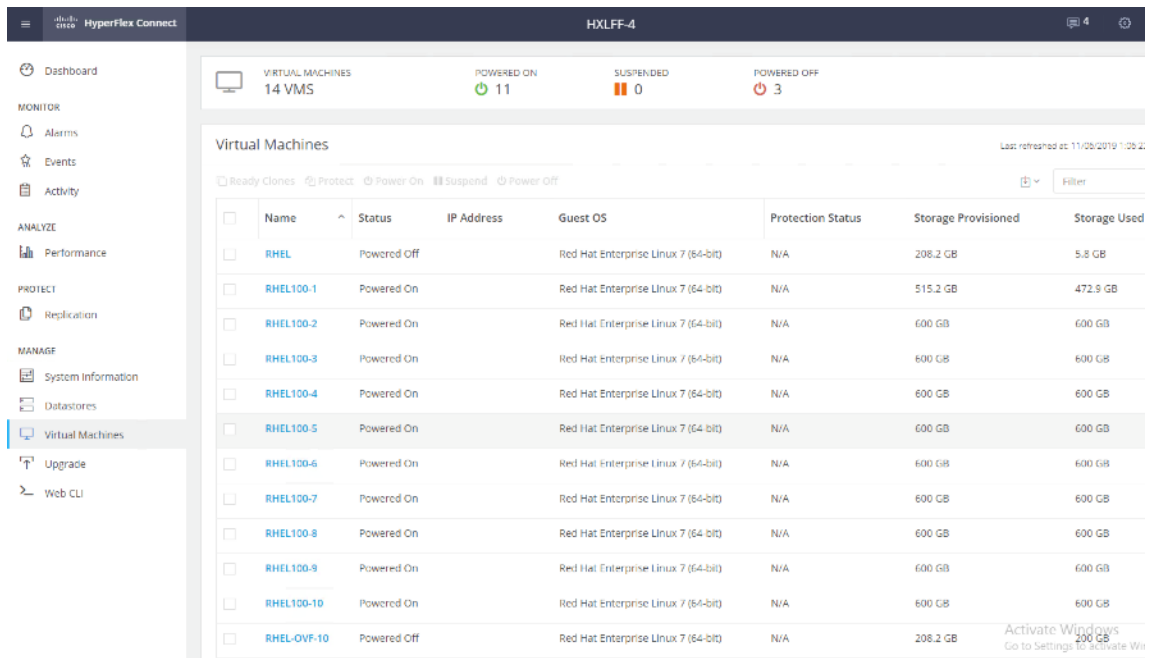 cisco HyperFlex Connect HXLFF-4 4
Dashboard
MONITOR
Alarms
Events
Activity
ANALYZE
Performance
PROTECT
Replication
MANAGE
System Information
Datastores
Virtual Machines
Upgrade
Web CLI
VIRTUAL MACHINES POWERED ON SUSPENDED POWERED OFF
14 VMS 11 0 3
Virtual Machines Last refreshed at:
Ready Clones Protect Power On Suspend Power Off Filter
Name Status IP Address Guest OS Protection Status Storage Provisioned Storage Used
RHEL Powered Off Red Hat Enterprise Linux 7 (64-bit) N/A 208.2 GB 5.8 GB
RHEL100-1 Powered On Red Hat Enterprise Linux 7 (64-bit) N/A 515.2 GB 472.9 GB
RHEL100-2 Powered On Red Hat Enterprise Linux 7 (64-bit) N/A 600 GB 600 GB
RHEL100-3 Powered On Red Hat Enterprise Linux 7 (64-bit) N/A 600 GB 600 GB
RHEL100-4 Powered On Red Hat Enterprise Linux 7 (64-bit) N/A 600 GB 600 GB
RHEL100-5 Powered On Red Hat Enterprise Linux 7 (64-bit) N/A 600 GB 600 GB
RHEL100-6 Powered On Red Hat Enterprise Linux 7 (64-bit) N/A 600 GB 600 GB
RHEL100-7 Powered On Red Hat Enterprise Linux 7 (64-bit) N/A 600 GB 600 GB
RHEL100-8 Powered On Red Hat Enterprise Linux 7 (64-bit) N/A 600 GB 600 GB
RHEL100-9 Powered On Red Hat Enterprise Linux 7 (64-bit) N/A 600 GB 600 GB
RHEL100-10 Powered On Red Hat Enterprise Linux 7 (64-bit) N/A 600 GB 600 GB
RHEL-OVF-10 Powered Off Red Hat Enterprise Linux 7 (64-bit) N/A 208.2 GB 200 GB
Activate Windows
Go to Settings to activate Wi